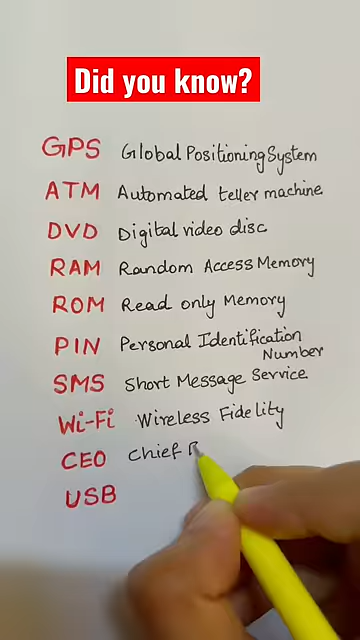 Did you know?
GPS Global Positioning System
ATM Automated teller machine
DVD Digital video disc
RAM Random Access Memory
ROM Read only Memory
PIN Personal Identification
Number
SMS Short Message Service
Wi-Fi Wireless Fidelity
CEO Chief
USB